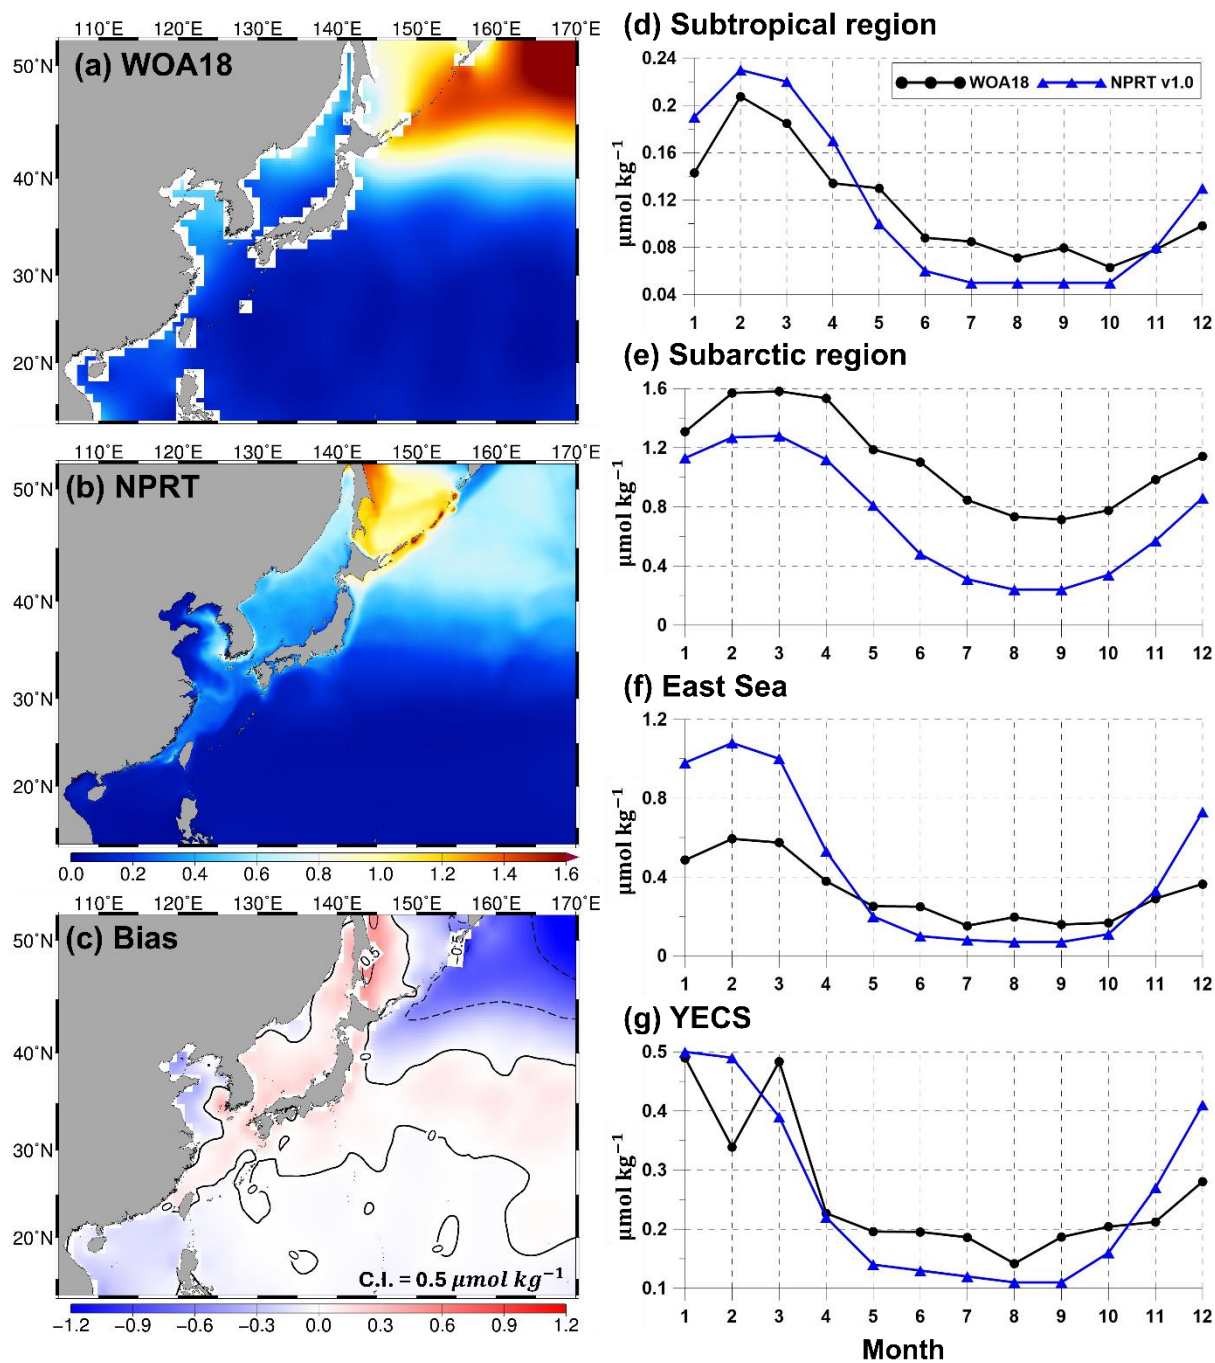 110°E 120°E 130°E 140°E 150°E 160°E 170°E
(a) WOA18
50°N
40°N
30°N
20°N
110°E 120°E 130°E 140°E 150°E 160°E 170°E
(b) NPRT
50°N
40°N
30°N
20°N
0.0 0.2 0.4 0.6 0.8 1.0 1.2 1.4 1.6
110°E 120°E 130°E 140°E 150°E 160°E 170°E
(c) Bias
50°N
40°N
30°N
20°N
0.5
−0.5
0
0
0
0
0
0
0
C.I. = 0.5 μmol kg⁻¹
−1.2 −0.9 −0.6 −0.3 0.0 0.3 0.6 0.9 1.2
(d) Subtropical region
WOA18 NPRT v1.0
μmol kg⁻¹
0.24
0.2
0.16
0.12
0.08
0.04
1 2 3 4 5 6 7 8 9 10 11 12
(e) Subarctic region
μmol kg⁻¹
1.6
1.2
0.8
0.4
0
1 2 3 4 5 6 7 8 9 10 11 12
(f) East Sea
μmol kg⁻¹
1.2
0.8
0.4
0
1 2 3 4 5 6 7 8 9 10 11 12
(g) YECS
μmol kg⁻¹
0.5
0.4
0.3
0.2
0.1
1 2 3 4 5 6 7 8 9 10 11 12
Month